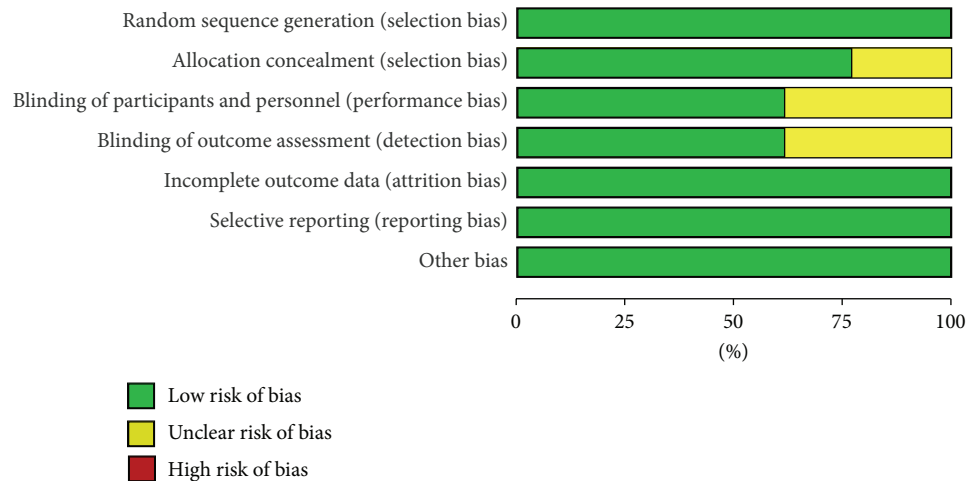 Random sequence generation (selection bias)
Allocation concealment (selection bias)
Blinding of participants and personnel (performance bias)
Blinding of outcome assessment (detection bias)
Incomplete outcome data (attrition bias)
Selective reporting (reporting bias)
Other bias
0 25 50 75 100
(%)
Low risk of bias
Unclear risk of bias
High risk of bias